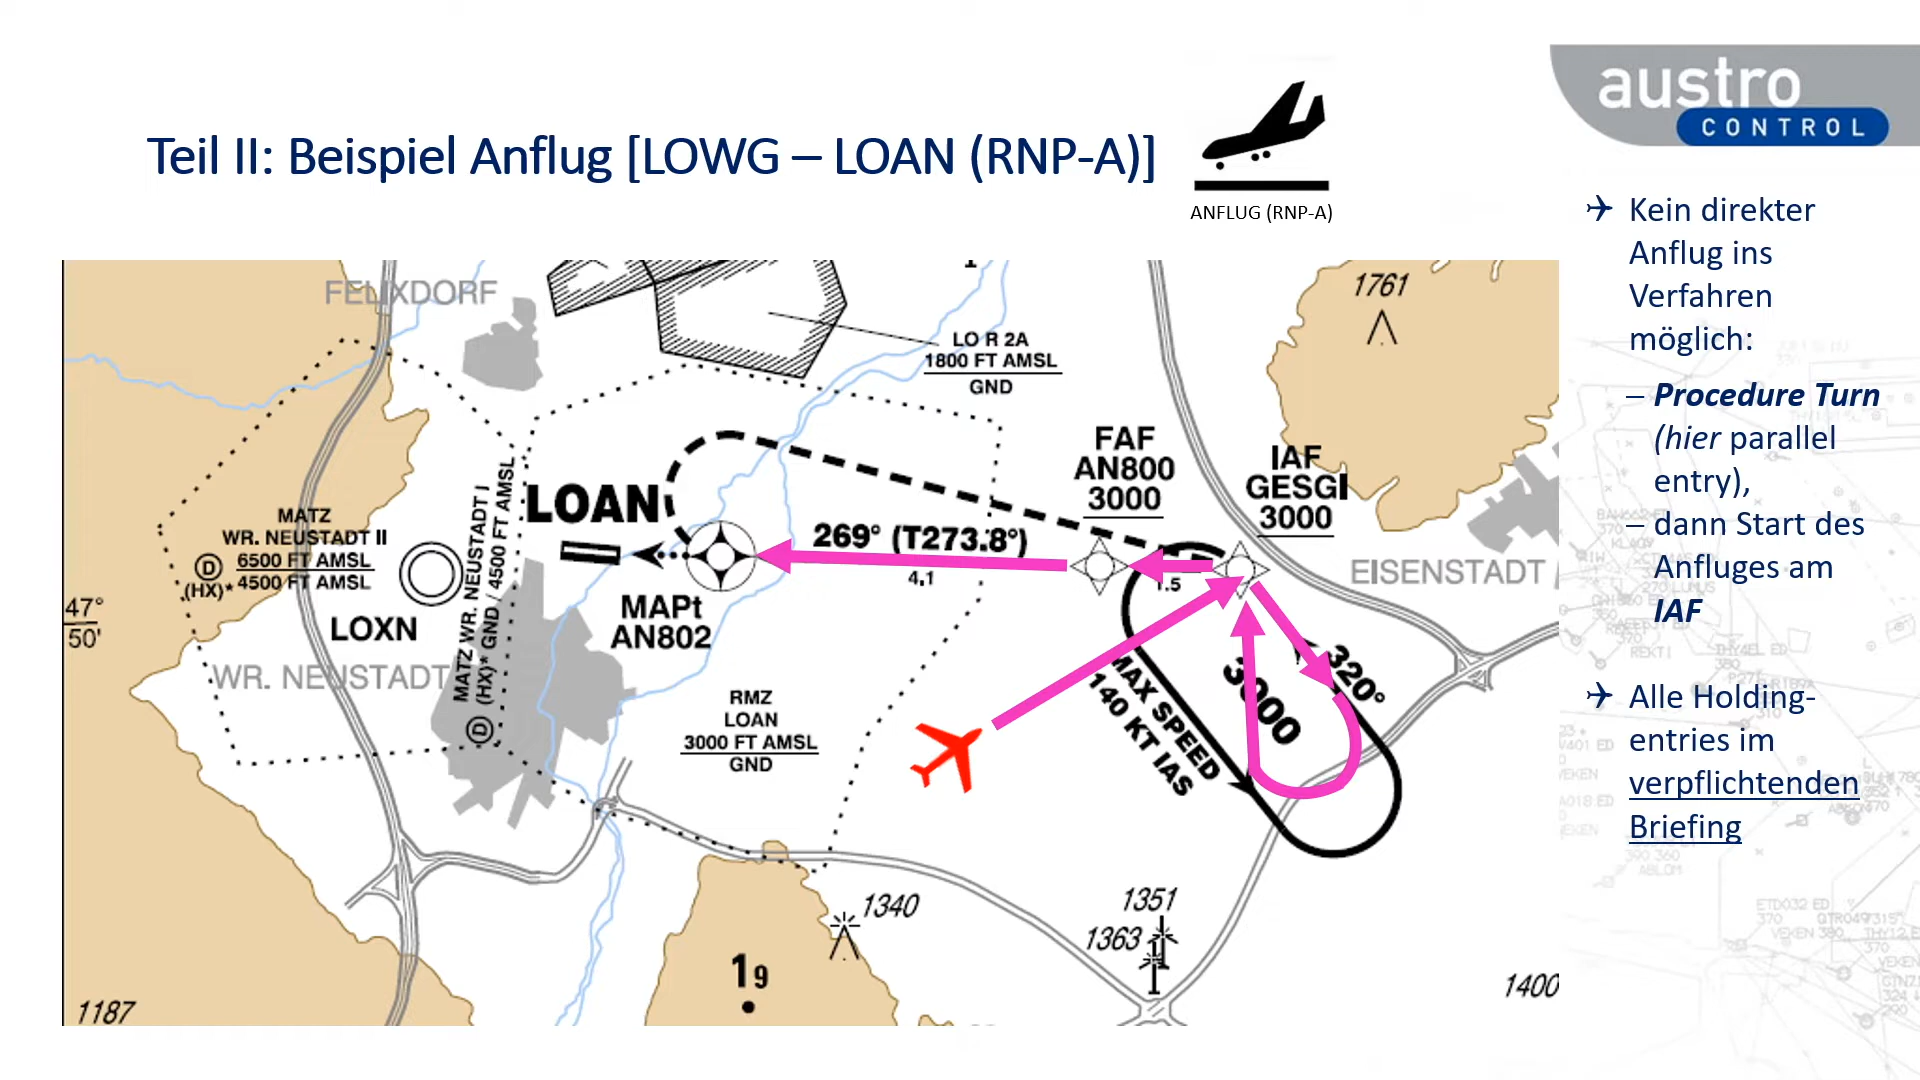 austro
CONTROL
Teil II: Beispiel Anflug [LOWG – LOAN (RNP-A)]
ANFLUG (RNP-A)
Kein direkter
Anflug ins
Verfahren
möglich:
– Procedure Turn
(hier parallel
entry),
– dann Start des
Anfluges am
IAF
Alle Holding-
entries im
verpflichtenden
Briefing
FELIXDORF
1761
LO R 2A
1800 FT AMSL
GND
FAF
AN800
3000
IAF
GESGI
3000
LOAN
269° (T273.8°)
4.1
1.5
MATZ
WR. NEUSTADT II
6500 FT AMSL
4500 FT AMSL
D
(HX)*
MATZ WR. NEUSTADT I
(HX)* GND / 4500 FT AMSL
D
EISENSTADT
47°
50'
LOXN
MAPt
AN802
WR. NEUSTADT
RMZ
LOAN
3000 FT AMSL
GND
MAX SPEED
140 KT IAS
3000
320°
1340
1351
1363
19
1187
1400